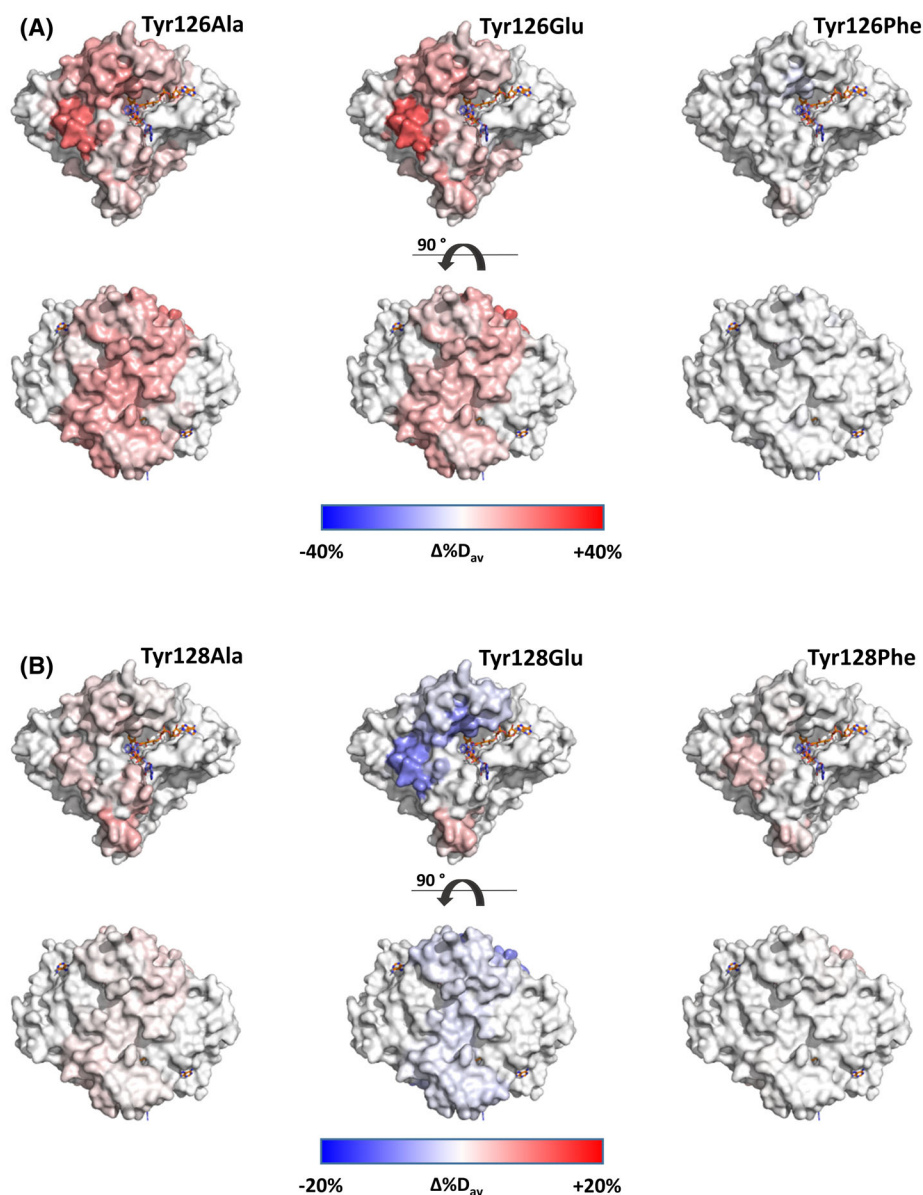 (A)
Tyr126Ala
Tyr126Glu
Tyr126Phe
90 °
-40%
Δ%Dav
+40%
(B)
Tyr128Ala
Tyr128Glu
Tyr128Phe
90 °
-20%
Δ%Dav
+20%